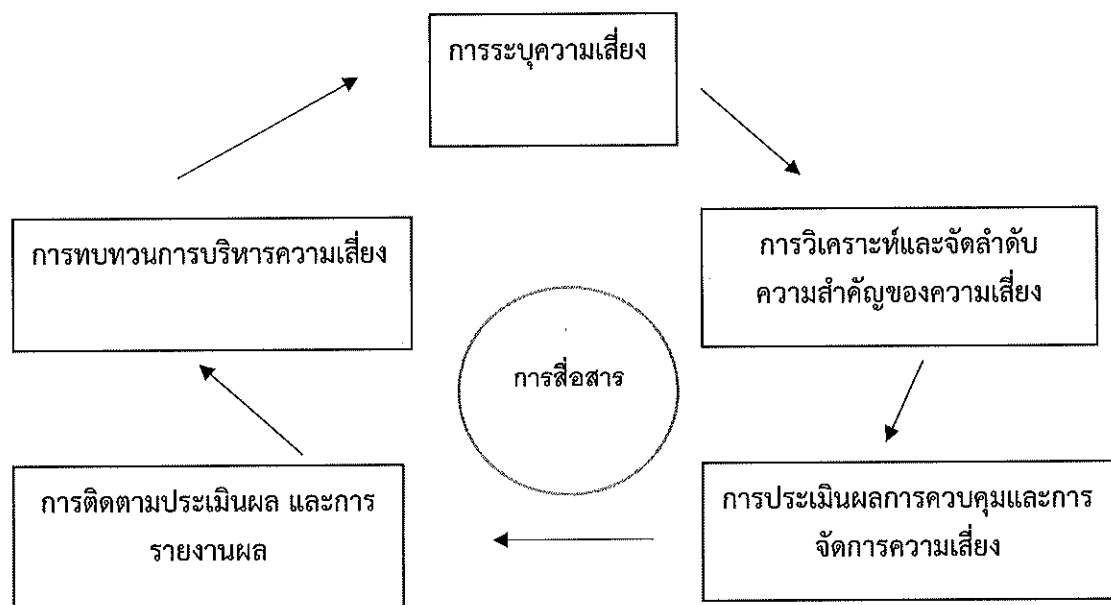 การระบุความเสี่ยง
การทบทวนการบริหารความเสี่ยง
การวิเคราะห์และจัดลำดับ
ความสำคัญของความเสี่ยง
การสื่อสาร
การติดตามประเมินผล และการ
รายงานผล
การประเมินผลการควบคุมและการ
จัดการความเสี่ยง